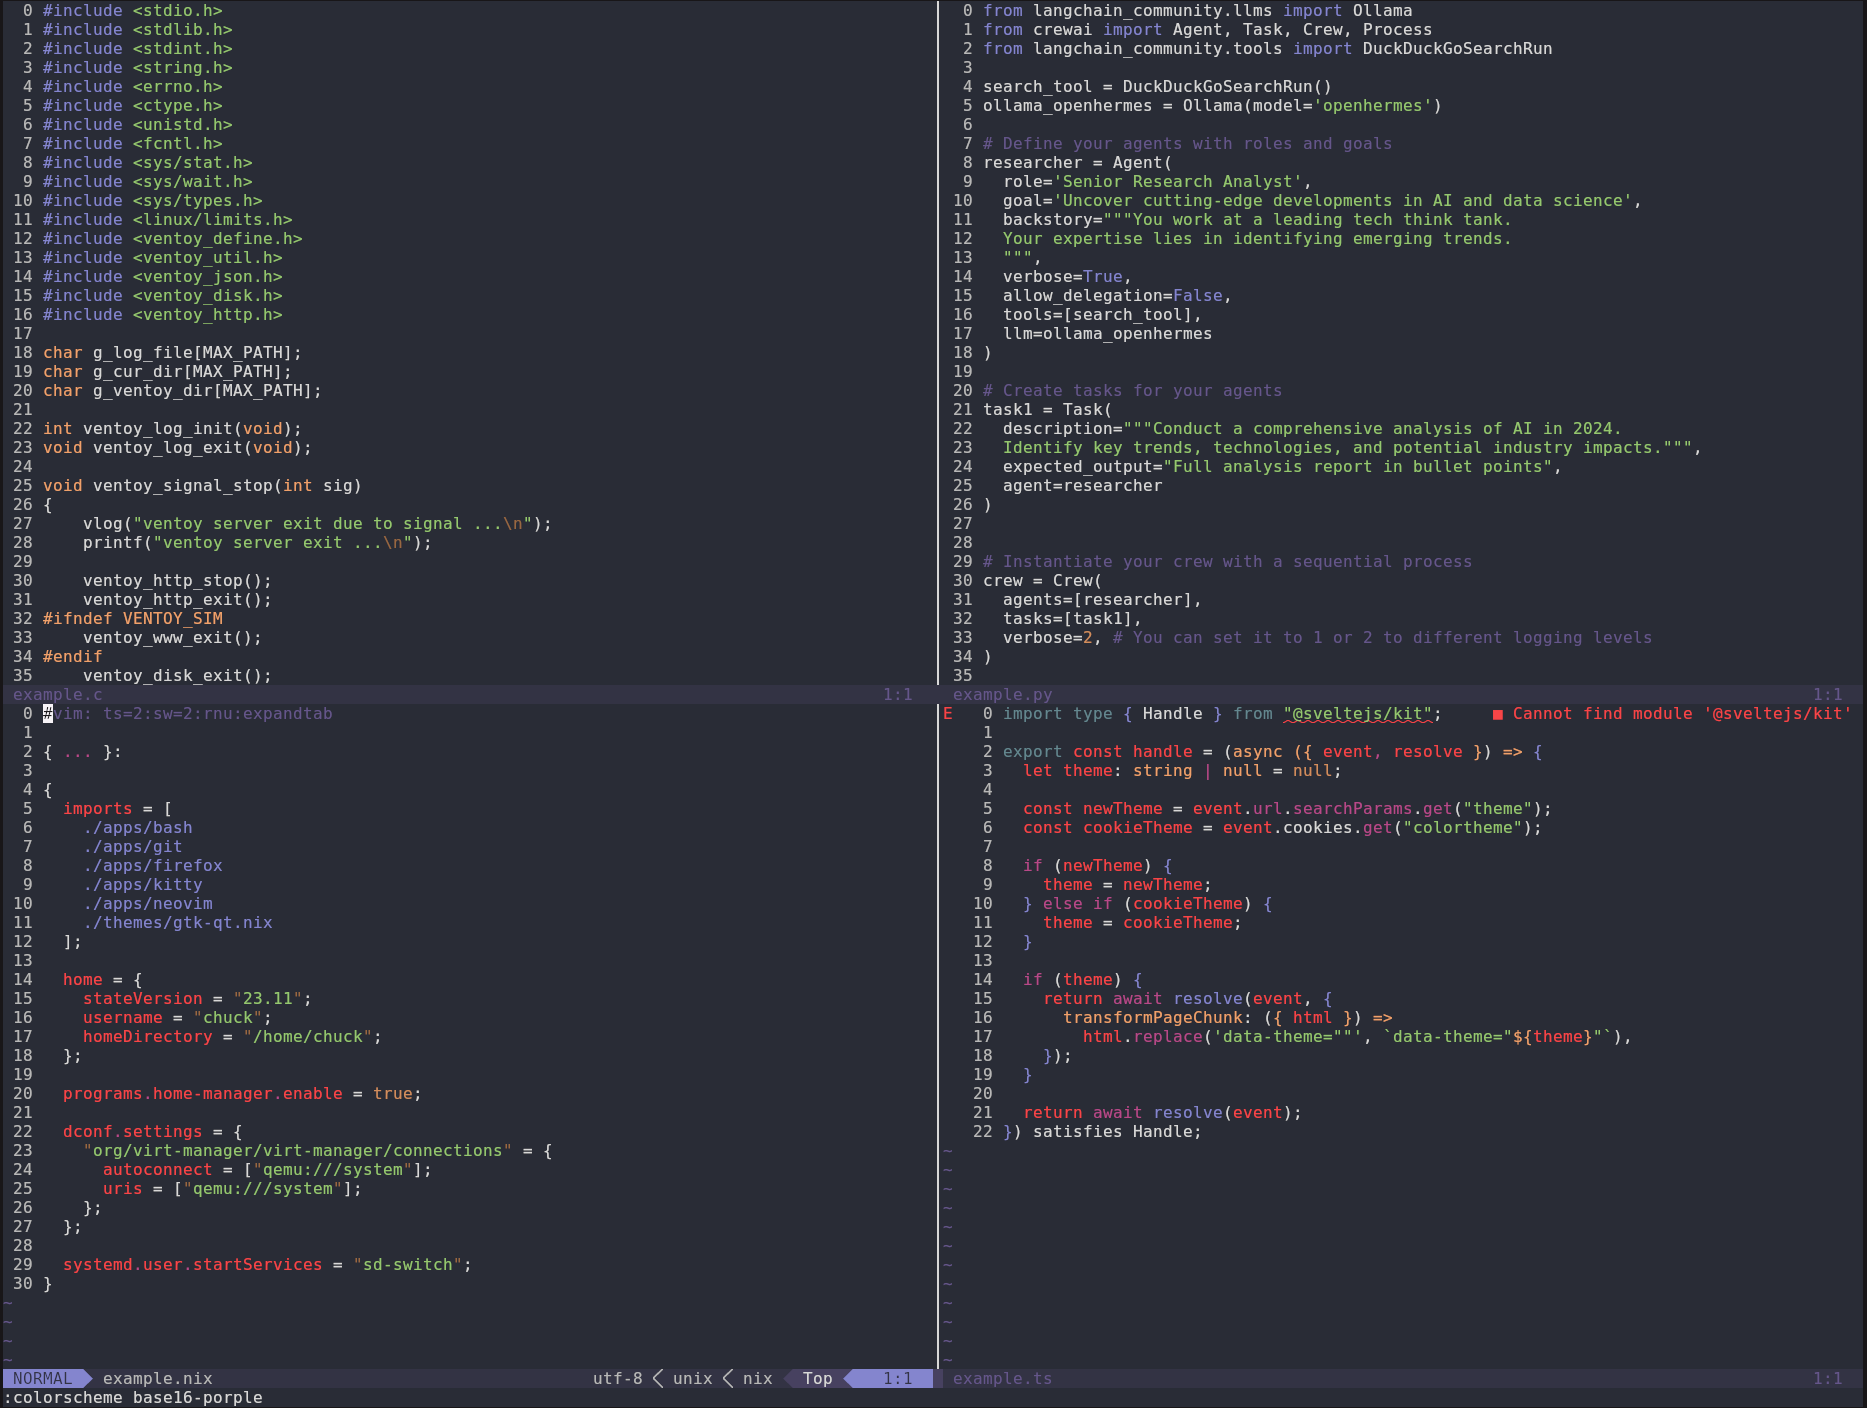 0 #include <stdio.h>
1 #include <stdlib.h>
2 #include <stdint.h>
3 #include <string.h>
4 #include <errno.h>
5 #include <ctype.h>
6 #include <unistd.h>
7 #include <fcntl.h>
8 #include <sys/stat.h>
9 #include <sys/wait.h>
10 #include <sys/types.h>
11 #include <linux/limits.h>
12 #include <ventoy_define.h>
13 #include <ventoy_util.h>
14 #include <ventoy_json.h>
15 #include <ventoy_disk.h>
16 #include <ventoy_http.h>
17
18 char g_log_file[MAX_PATH];
19 char g_cur_dir[MAX_PATH];
20 char g_ventoy_dir[MAX_PATH];
21
22 int ventoy_log_init(void);
23 void ventoy_log_exit(void);
24
25 void ventoy_signal_stop(int sig)
26 {
27     vlog("ventoy server exit due to signal ...\n");
28     printf("ventoy server exit ...\n");
29
30     ventoy_http_stop();
31     ventoy_http_exit();
32 #ifndef VENTOY_SIM
33     ventoy_www_exit();
34 #endif
35     ventoy_disk_exit();
example.c 1:1
0 from langchain_community.llms import Ollama
1 from crewai import Agent, Task, Crew, Process
2 from langchain_community.tools import DuckDuckGoSearchRun
3
4 search_tool = DuckDuckGoSearchRun()
5 ollama_openhermes = Ollama(model='openhermes')
6
7 # Define your agents with roles and goals
8 researcher = Agent(
9   role='Senior Research Analyst',
10   goal='Uncover cutting-edge developments in AI and data science',
11   backstory="""You work at a leading tech think tank.
12   Your expertise lies in identifying emerging trends.
13   """,
14   verbose=True,
15   allow_delegation=False,
16   tools=[search_tool],
17   llm=ollama_openhermes
18 )
19
20 # Create tasks for your agents
21 task1 = Task(
22   description="""Conduct a comprehensive analysis of AI in 2024.
23   Identify key trends, technologies, and potential industry impacts.""",
24   expected_output="Full analysis report in bullet points",
25   agent=researcher
26 )
27
28
29 # Instantiate your crew with a sequential process
30 crew = Crew(
31   agents=[researcher],
32   tasks=[task1],
33   verbose=2, # You can set it to 1 or 2 to different logging levels
34 )
35
example.py 1:1
0 #vim: ts=2:sw=2:rnu:expandtab
1
2 { ... }:
3
4 {
5   imports = [
6     ./apps/bash
7     ./apps/git
8     ./apps/firefox
9     ./apps/kitty
10     ./apps/neovim
11     ./themes/gtk-qt.nix
12   ];
13
14   home = {
15     stateVersion = "23.11";
16     username = "chuck";
17     homeDirectory = "/home/chuck";
18   };
19
20   programs.home-manager.enable = true;
21
22   dconf.settings = {
23     "org/virt-manager/virt-manager/connections" = {
24       autoconnect = ["qemu:///system"];
25       uris = ["qemu:///system"];
26     };
27   };
28
29   systemd.user.startServices = "sd-switch";
30 }
~
~
~
~
NORMAL example.nix utf-8 unix nix Top 1:1
E 0 import type { Handle } from "@sveltejs/kit"; ■ Cannot find module '@sveltejs/kit'
1
2 export const handle = (async ({ event, resolve }) => {
3   let theme: string | null = null;
4
5   const newTheme = event.url.searchParams.get("theme");
6   const cookieTheme = event.cookies.get("colortheme");
7
8   if (newTheme) {
9     theme = newTheme;
10   } else if (cookieTheme) {
11     theme = cookieTheme;
12   }
13
14   if (theme) {
15     return await resolve(event, {
16       transformPageChunk: ({ html }) =>
17         html.replace('data-theme=""', `data-theme="${theme}"`),
18     });
19   }
20
21   return await resolve(event);
22 }) satisfies Handle;
~
~
~
~
~
~
~
~
~
~
~
~
example.ts 1:1
:colorscheme base16-porple